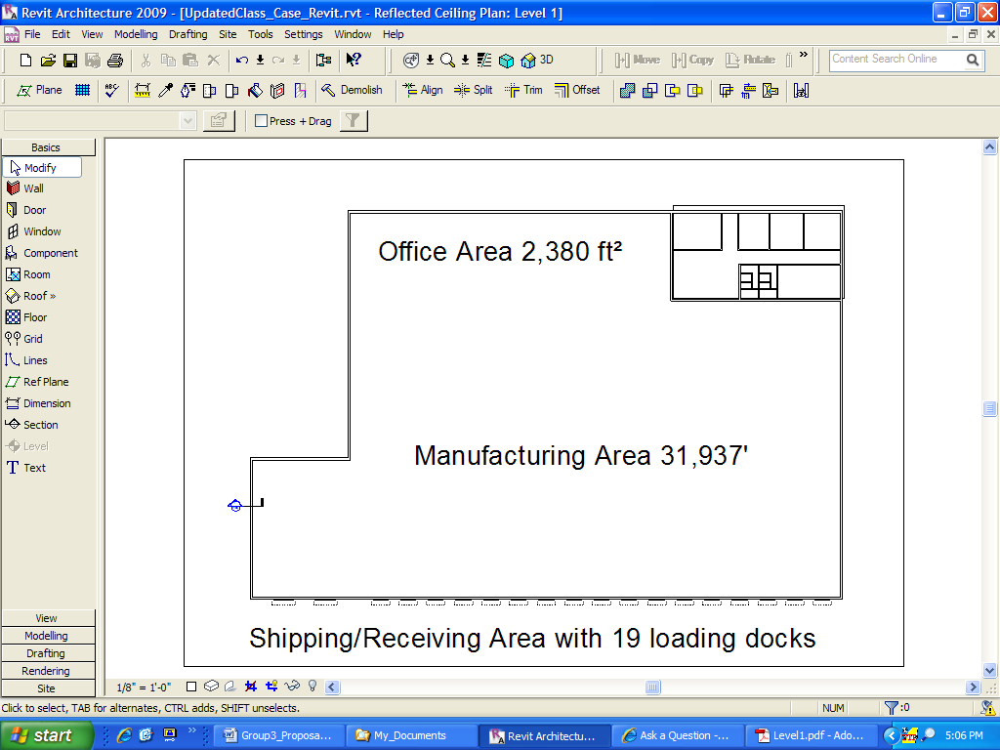 Revit Architecture 2009 - [UpdatedClass_Case_Revit.rvt - Reflected Ceiling Plan: Level 1]
File Edit View Modelling Drafting Site Tools Settings Window Help
3D Move Copy Rotate » Content Search Online
Plane Demolish Align Split Trim Offset
Press + Drag
Basics
Modify
Wall
Door
Window
Component
Room
Roof »
Floor
Grid
Lines
Ref Plane
Dimension
Section
Level
Text
View
Modelling
Drafting
Rendering
Site
Office Area 2,380 ft²
Manufacturing Area 31,937'
Shipping/Receiving Area with 19 loading docks
1/8" = 1'-0"
Click to select, TAB for alternates, CTRL adds, SHIFT unselects. NUM :0
start » Group3_Proposa... My_Documents Revit Architectu... Ask a Question -... Level1.pdf - Ado... 5:06 PM